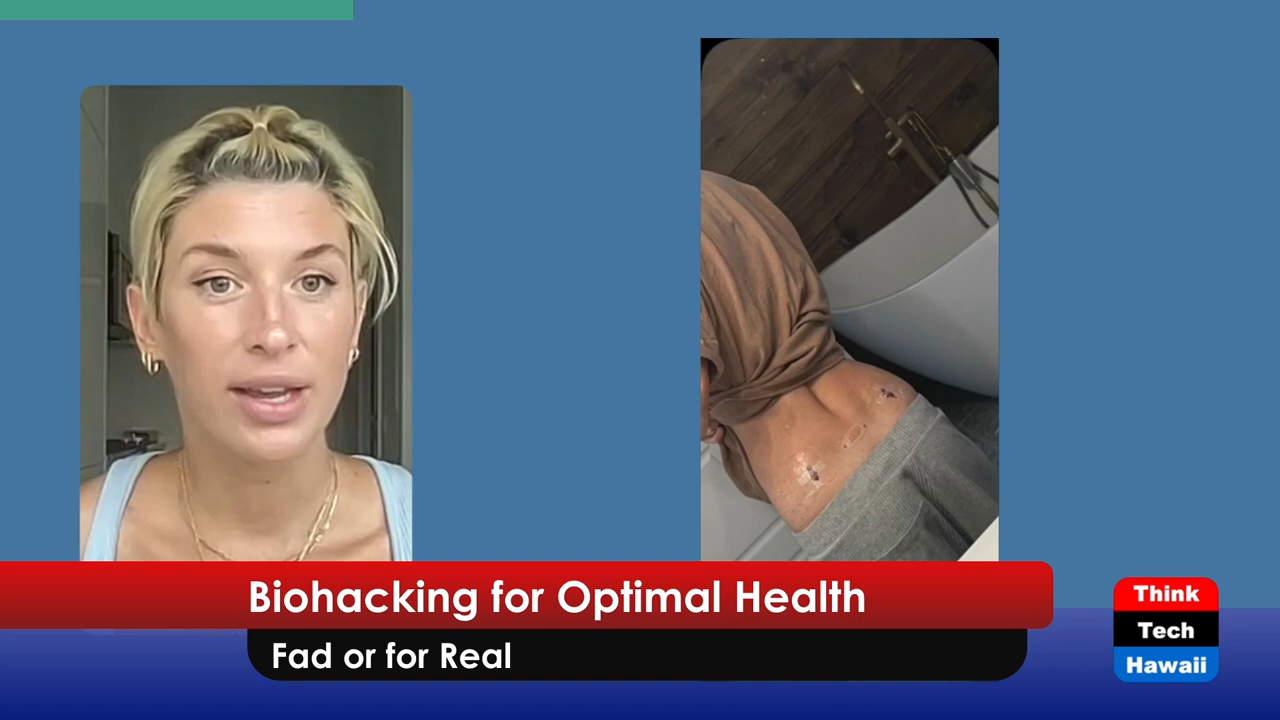 Biohacking for Optimal Health
Fad or for Real
Think
Tech
Hawaii